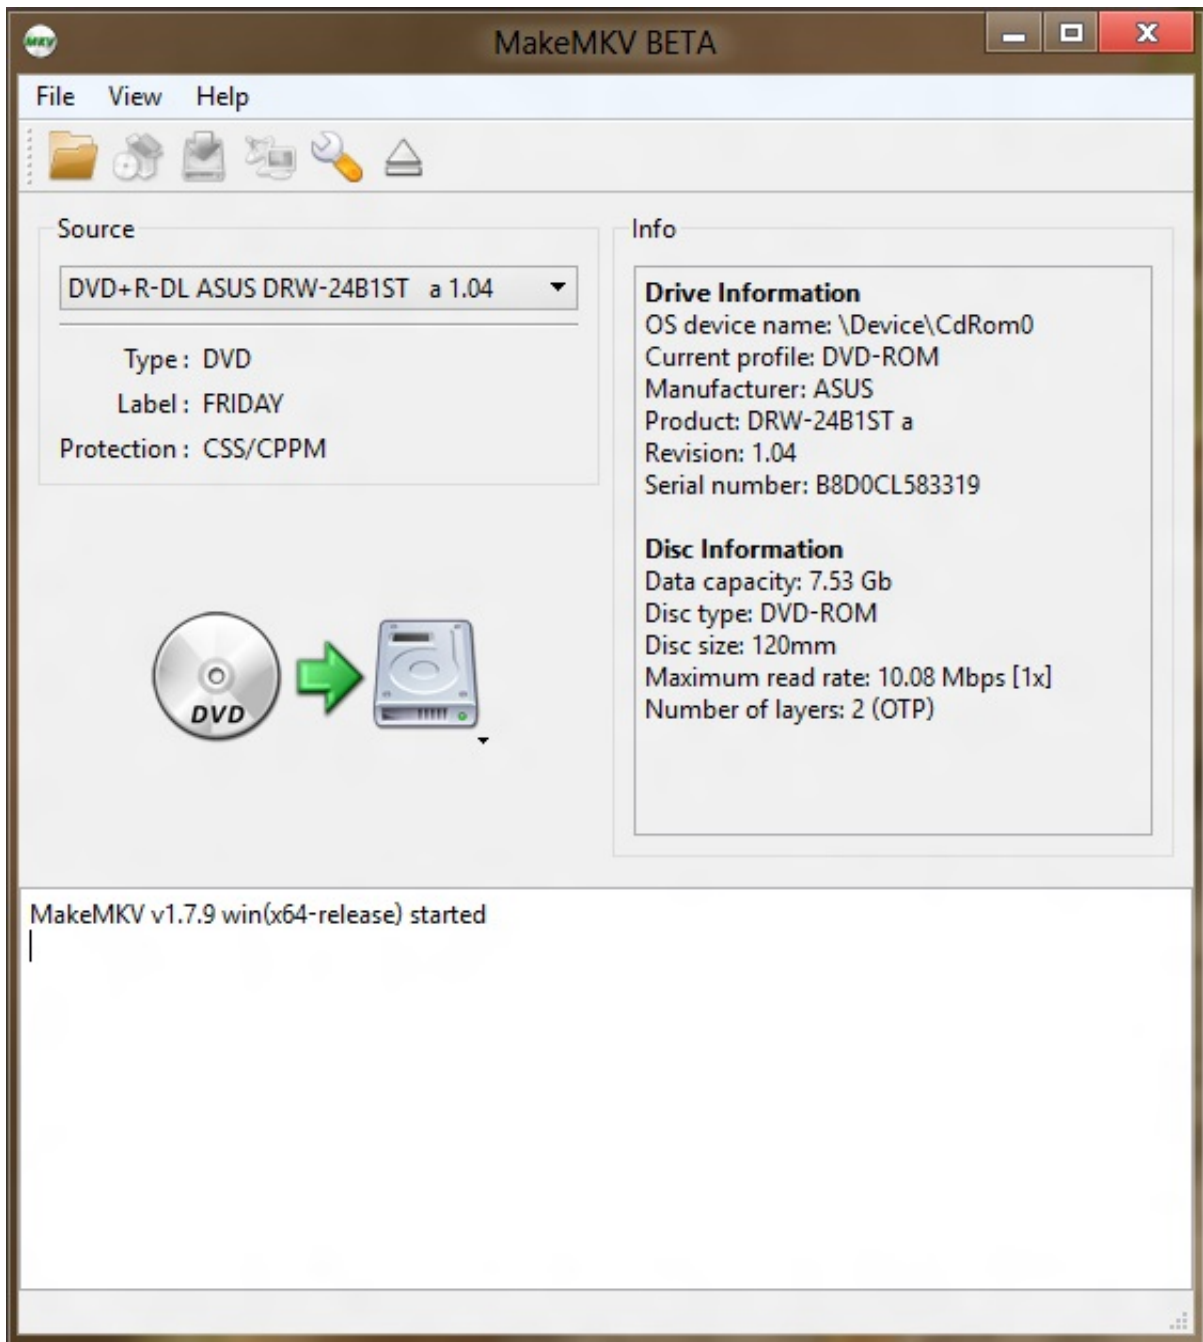 MKV
MakeMKV BETA
File View Help
Source
DVD+R-DL ASUS DRW-24B1ST a 1.04
Type : DVD
Label : FRIDAY
Protection : CSS/CPPM
DVD
Info
Drive Information
OS device name: \Device\CdRom0
Current profile: DVD-ROM
Manufacturer: ASUS
Product: DRW-24B1ST a
Revision: 1.04
Serial number: B8D0CL583319
Disc Information
Data capacity: 7.53 Gb
Disc type: DVD-ROM
Disc size: 120mm
Maximum read rate: 10.08 Mbps [1x]
Number of layers: 2 (OTP)
MakeMKV v1.7.9 win(x64-release) started